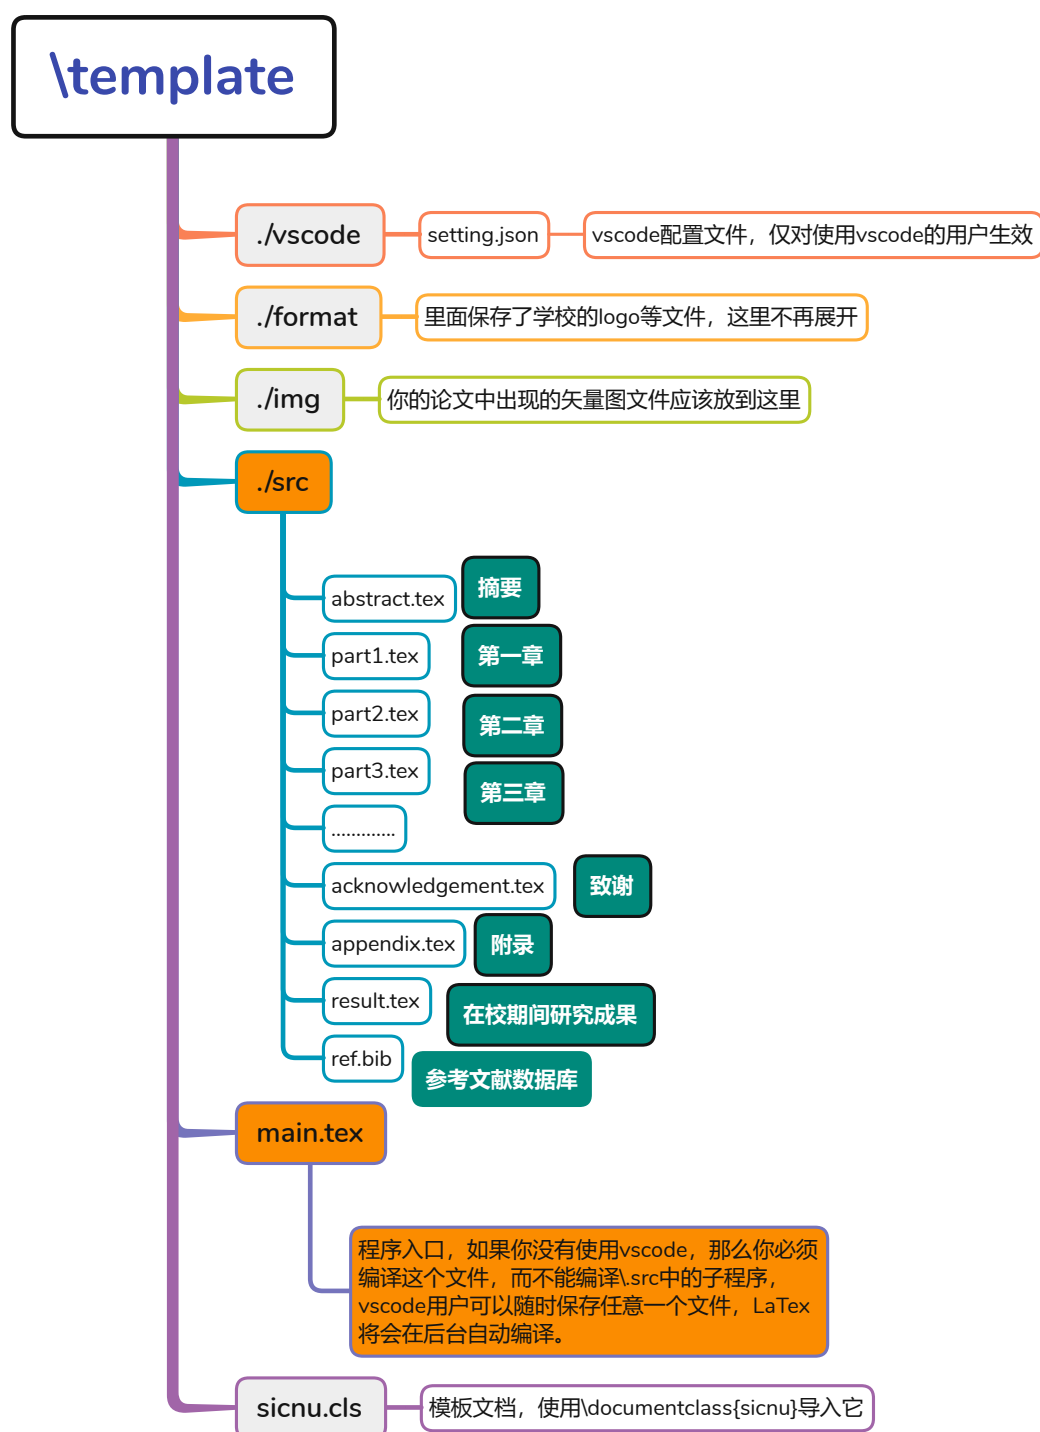 \template
./vscode
setting.json
vscode配置文件，仅对使用vscode的用户生效
./format
里面保存了学校的logo等文件，这里不再展开
./img
你的论文中出现的矢量图文件应该放到这里
./src
abstract.tex
摘要
part1.tex
第一章
part2.tex
第二章
part3.tex
第三章
.............
acknowledgement.tex
致谢
appendix.tex
附录
result.tex
在校期间研究成果
ref.bib
参考文献数据库
main.tex
程序入口，如果你没有使用vscode，那么你必须
编译这个文件，而不能编译\.src中的子程序，
vscode用户可以随时保存任意一个文件，LaTex
将会在后台自动编译。
sicnu.cls
模板文档，使用\documentclass{sicnu}导入它